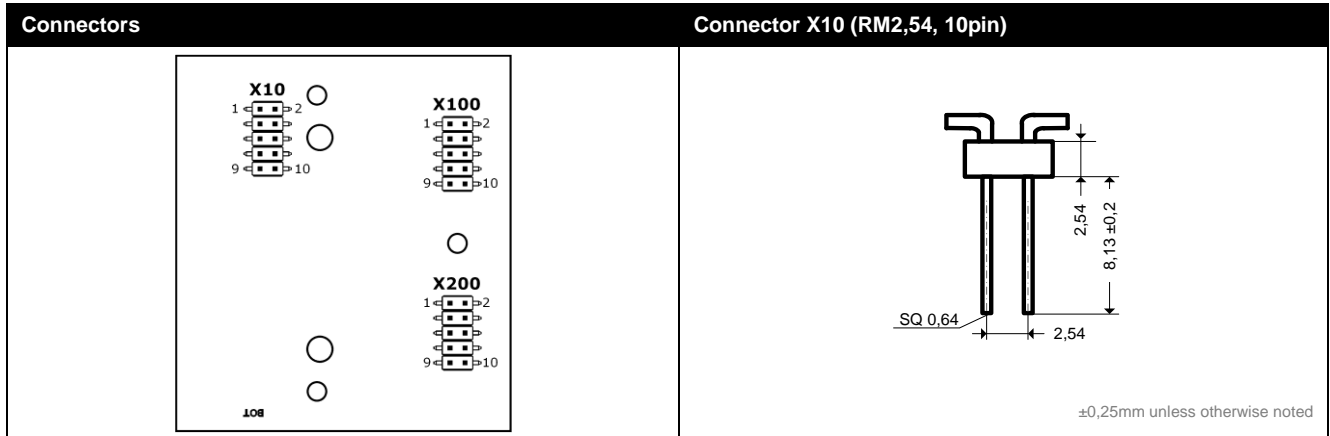 Connectors
Connector X10 (RM2,54, 10pin)
X10
1 2
9 10
X100
1 2
9 10
X200
1 2
9 10
BOT
2,54
8,13 ±0,2
SQ 0,64
2,54
±0,25mm unless otherwise noted